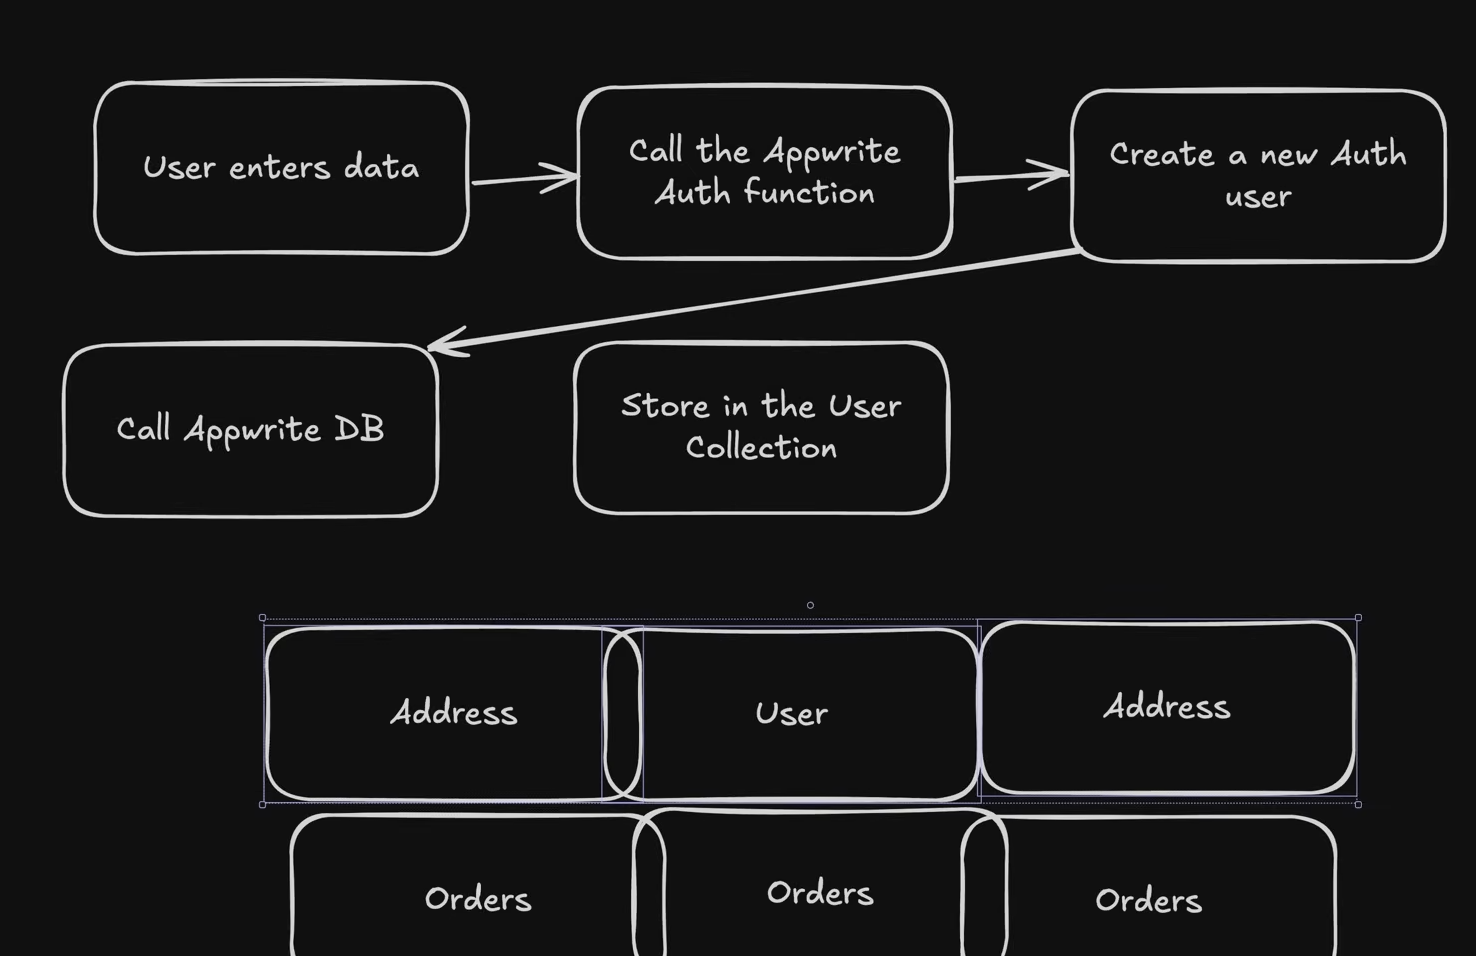 User enters data
Call the Appwrite
Auth function
Create a new Auth
user
Call Appwrite DB
Store in the User
Collection
Address
User
Address
Orders
Orders
Orders